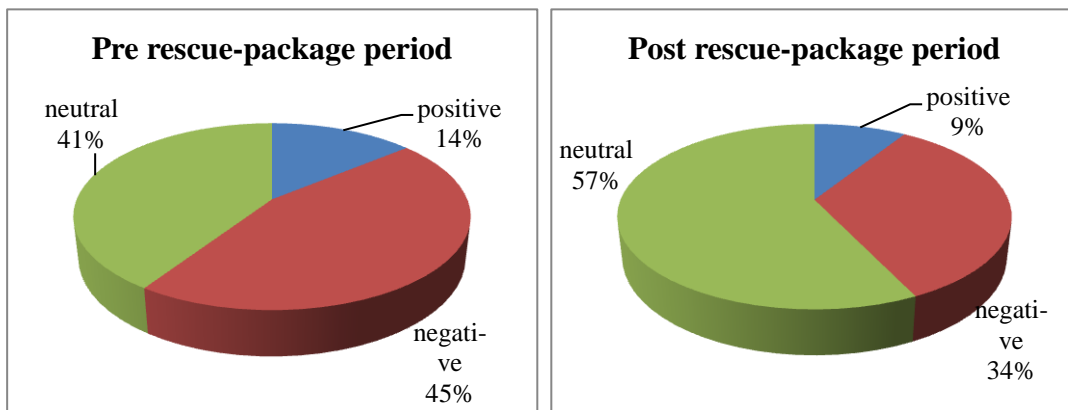 Pre rescue-package period
neutral
41%
positive
14%
negati-
ve
45%
Post rescue-package period
positive
9%
neutral
57%
negati-
ve
34%